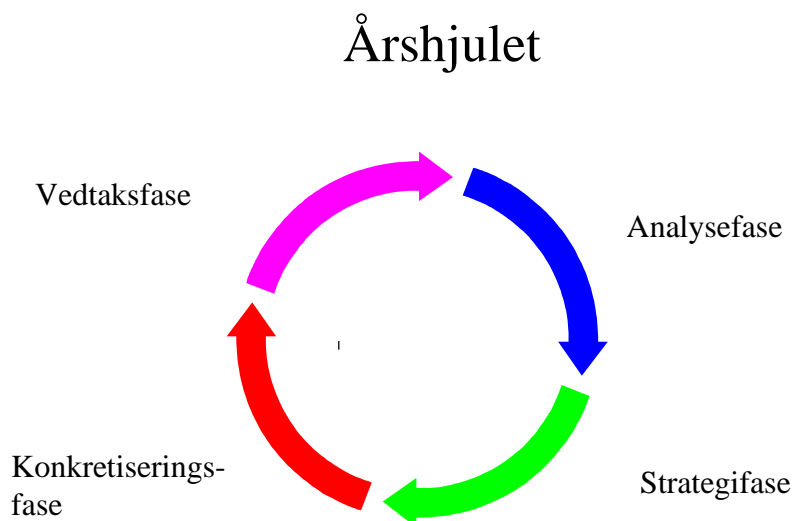 Årshjulet
Vedtaksfase
Analysefase
Konkretiserings-
fase
Strategifase